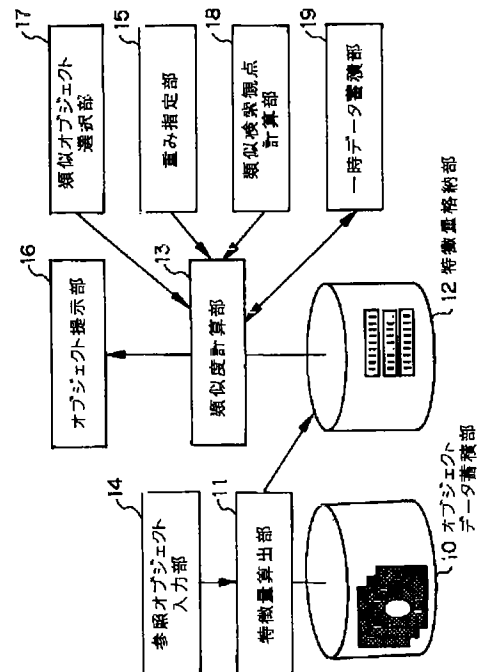 17
類似オブジェクト
選択部
15
重み指定部
18
類似検索観点
計算部
19
一時データ蓄積部
16
オブジェクト提示部
13
類似度計算部
12 特徴量格納部
14
参照オブジェクト
入力部
11
特徴量算出部
10 オブジェクト
データ蓄積部